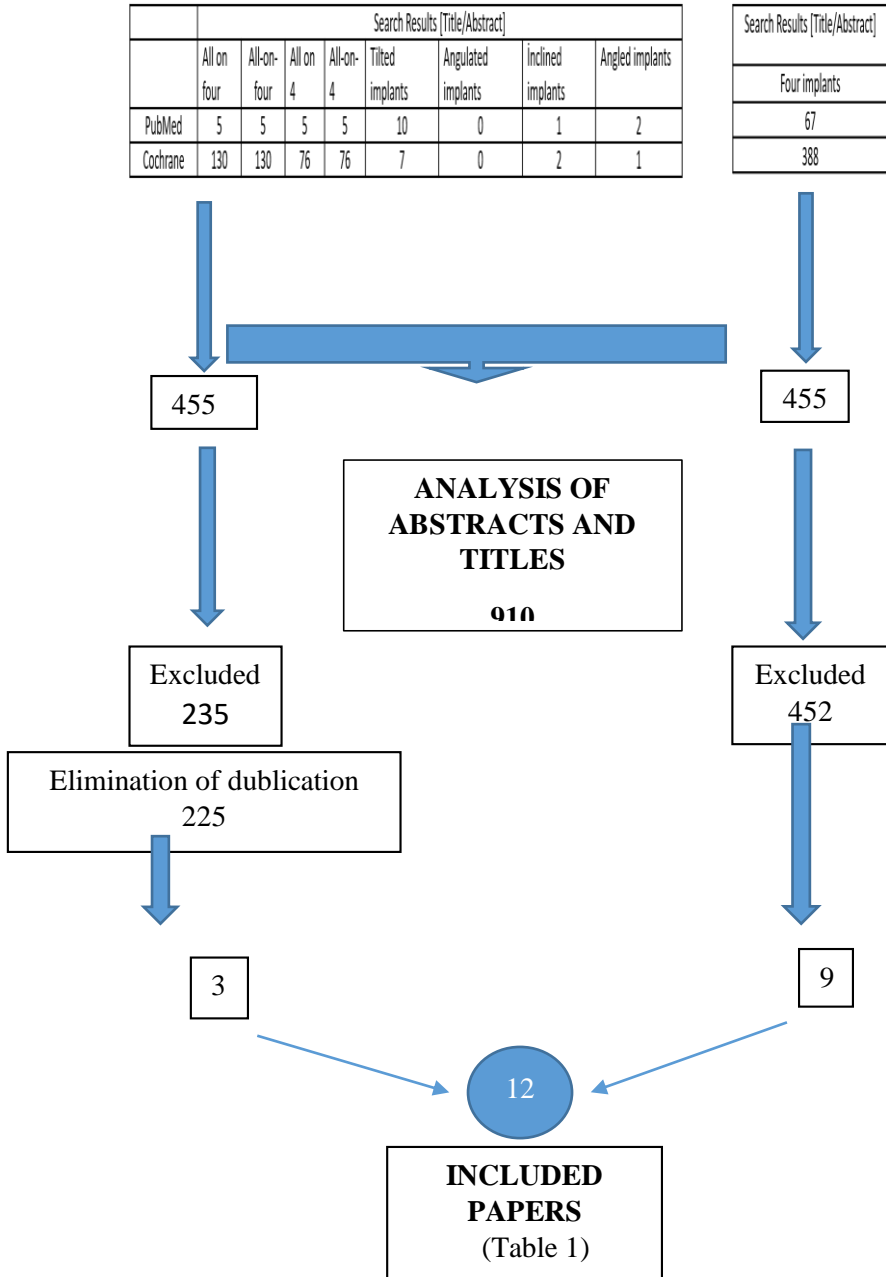 Search Results [Title/Abstract]
All on four All-on-four All on 4 All-on-4 Tilted implants Angulated implants İnclined implants Angled implants
PubMed 5 5 5 5 10 0 1 2
Cochrane 130 130 76 76 7 0 2 1
Search Results [Title/Abstract]
Four implants
67
388
455
455
ANALYSIS OF
ABSTRACTS AND
TITLES
910
Excluded
235
Excluded
452
Elimination of dublication
225
3
9
12
INCLUDED
PAPERS
(Table 1)